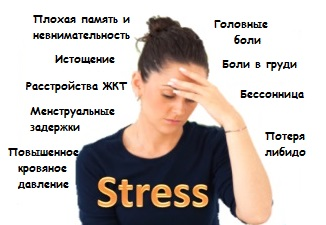 Плохая память и
невнимательность
Истощение
Расстройства ЖКТ
Менструальные
задержки
Повышенное
кровяное
давление
Головные
боли
Боли в груди
Бессонница
Потеря
либидо
Stress